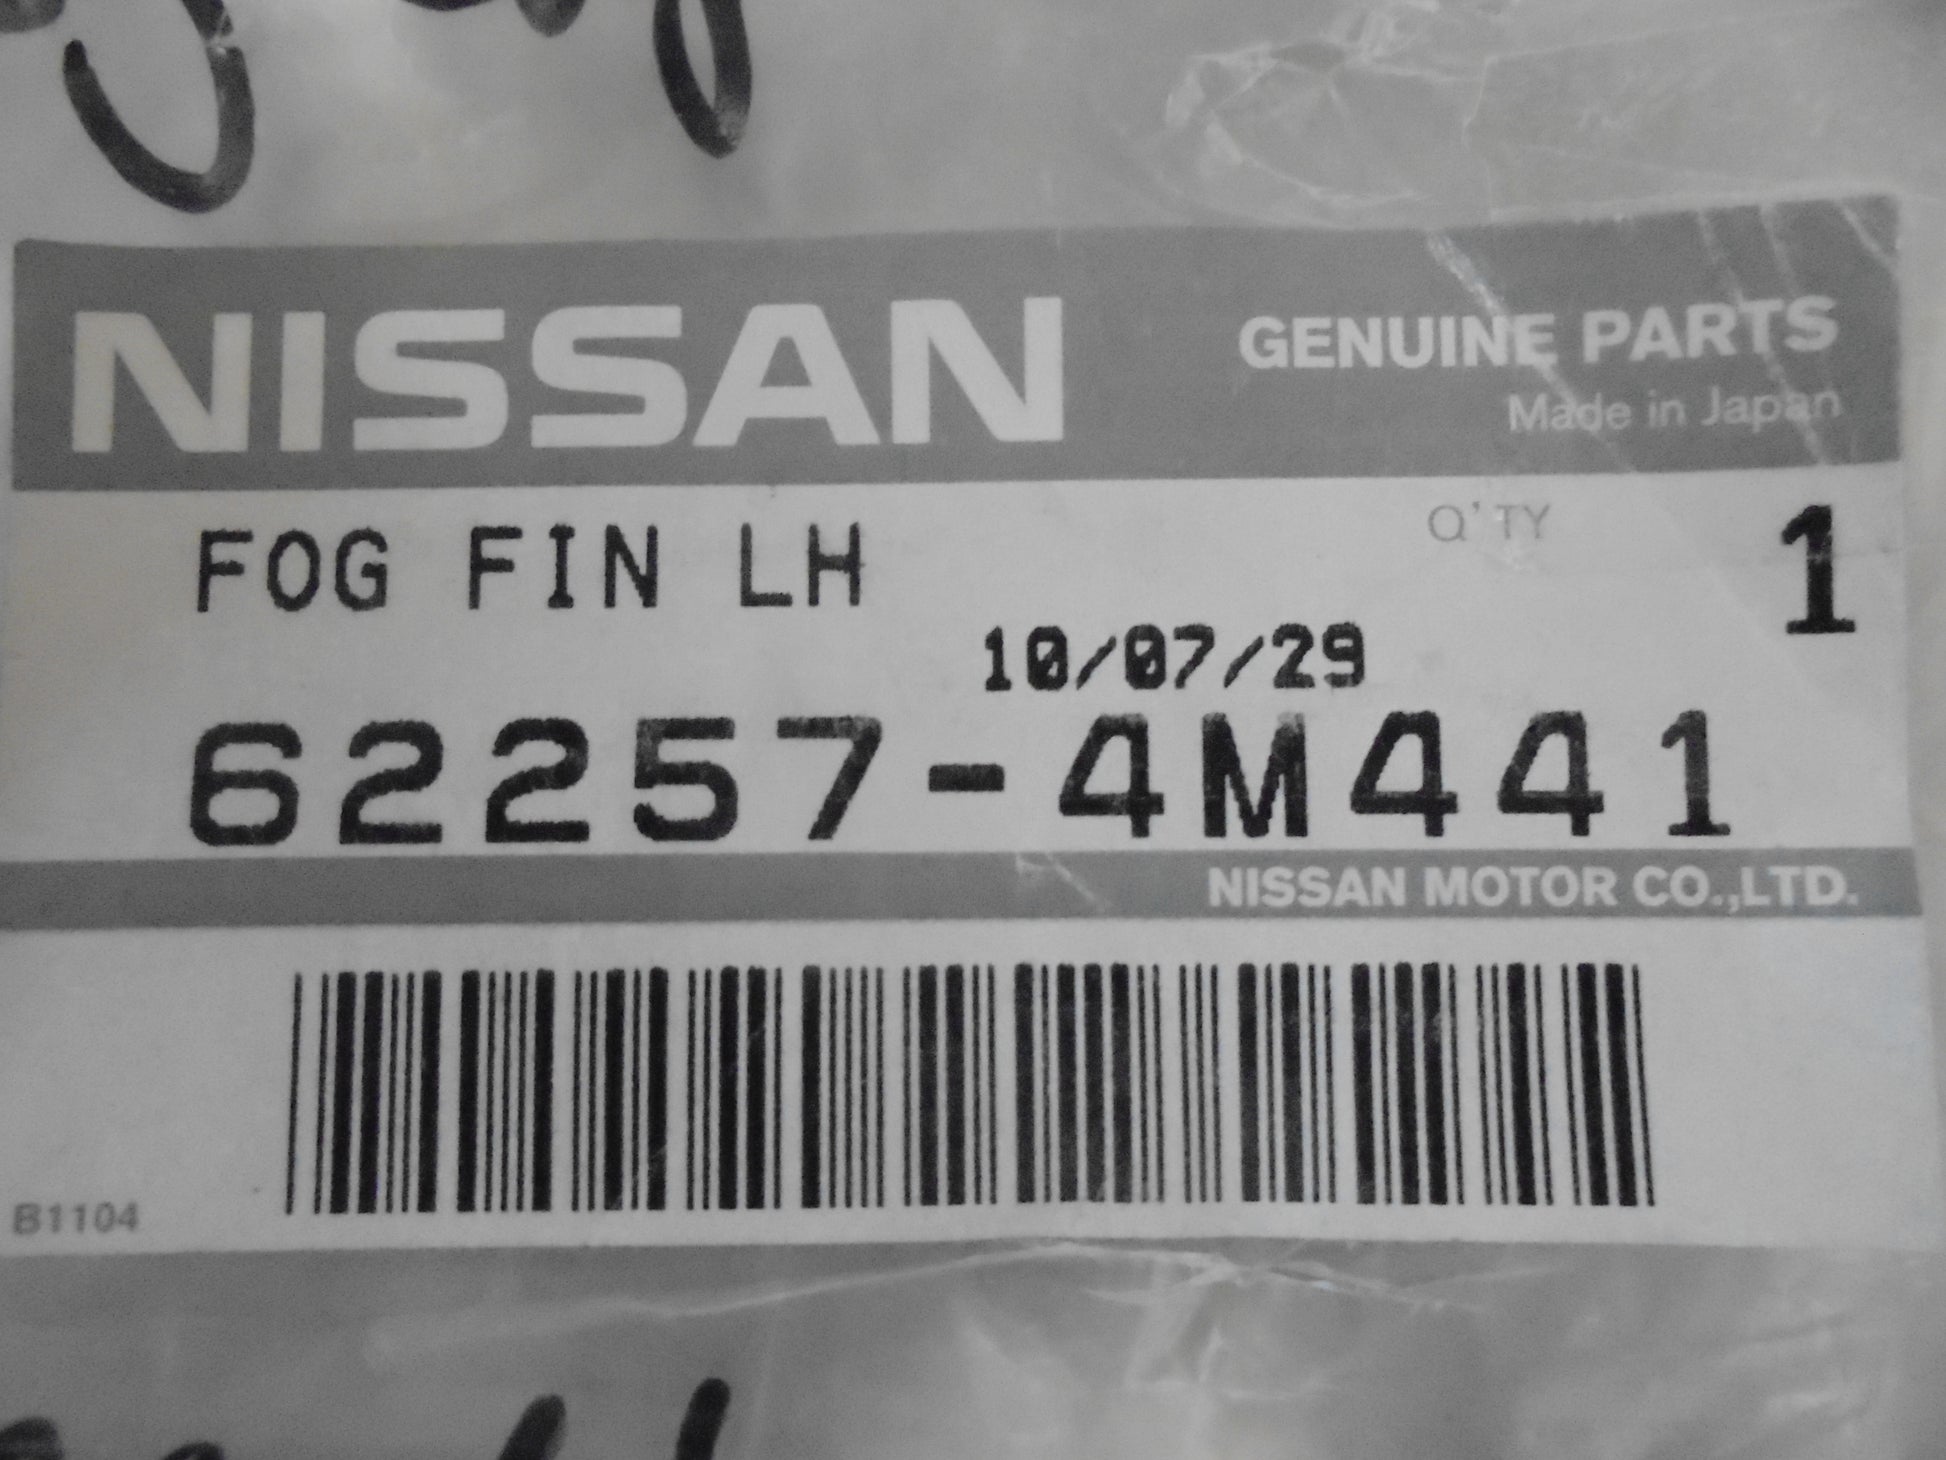 NISSAN
GENUINE PARTS
Made in Japan
FOG FIN LH
Q'TY 1
10/07/29
62257-4M441
NISSAN MOTOR CO.,LTD.
B1104